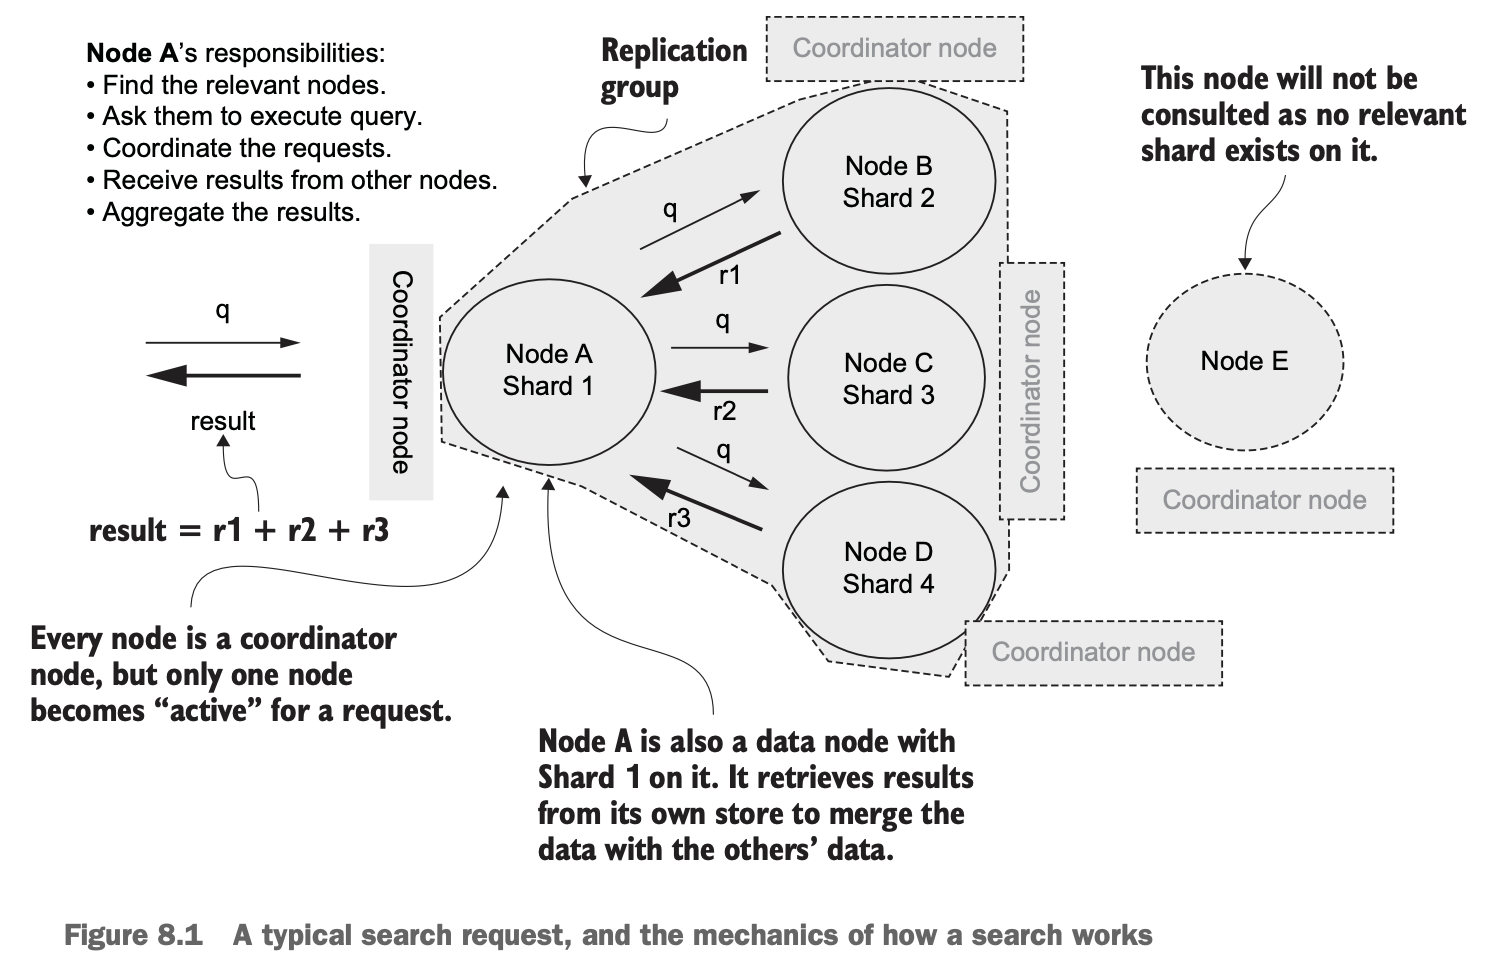 Node A's responsibilities:
• Find the relevant nodes.
• Ask them to execute query.
• Coordinate the requests.
• Receive results from other nodes.
• Aggregate the results.
Replication
group
Coordinator node
This node will not be
consulted as no relevant
shard exists on it.
Node B
Shard 2
q
r1
q
result
Coordinator node
Node A
Shard 1
q
r2
Node C
Shard 3
Coordinator node
Node E
Coordinator node
q
r3
Node D
Shard 4
Coordinator node
result = r1 + r2 + r3
Every node is a coordinator
node, but only one node
becomes “active” for a request.
Node A is also a data node with
Shard 1 on it. It retrieves results
from its own store to merge the
data with the others’ data.
Figure 8.1 A typical search request, and the mechanics of how a search works